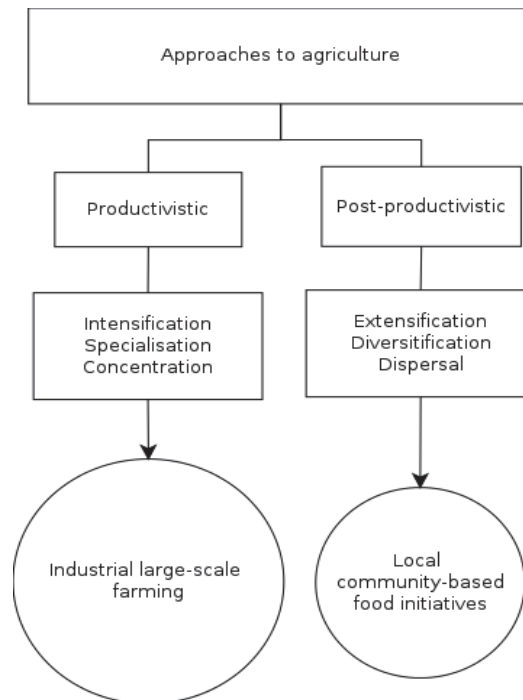 Approaches to agriculture
Productivistic
Post-productivistic
Intensification
Specialisation
Concentration
Extensification
Diversitification
Dispersal
Industrial large-scale
farming
Local
community-based
food initiatives